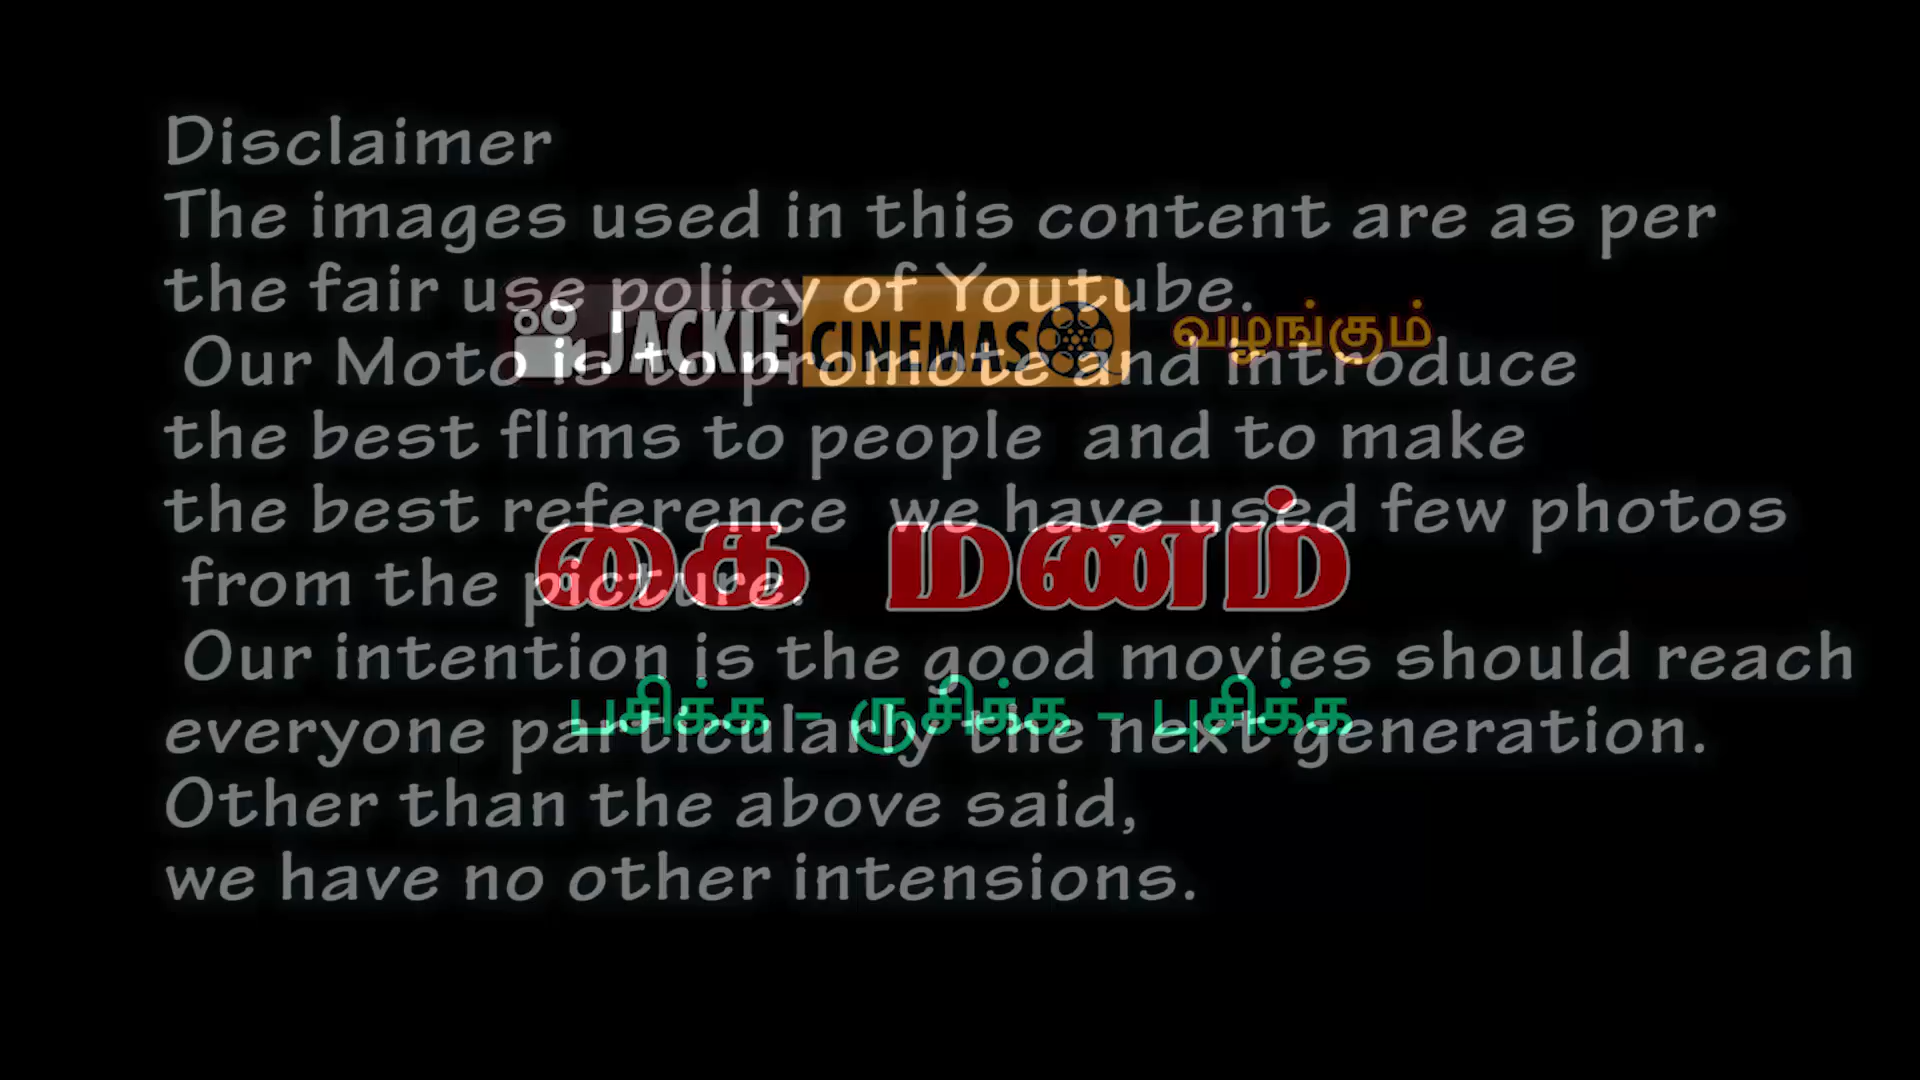 Disclaimer
The images used in this content are as per
the fair use policy of Youtube.
JACKIE CINEMAS வழங்கும்
Our Moto is to promote and introduce
the best flims to people and to make
the best reference we have used few photos
கை மணம்
from the picture.
Our intention is the good movies should reach
பசிக்க - ருசிக்க - புசிக்க
everyone particularly the next generation.
Other than the above said,
we have no other intensions.